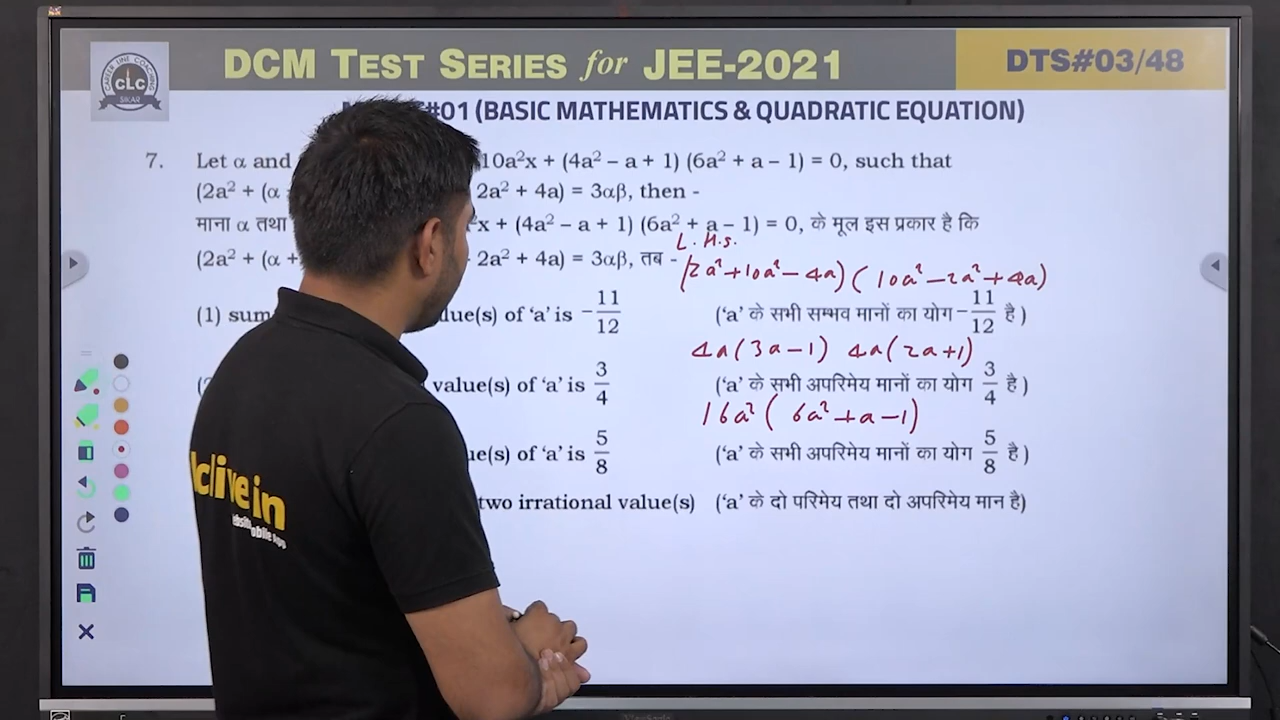 DCM TEST SERIES for JEE-2021
DTS#03/48
CLC
SIKAR
#01 (BASIC MATHEMATICS & QUADRATIC EQUATION)
7. Let α and 10a²x + (4a² – a + 1) (6a² + a – 1) = 0, such that
(2a² + (α 2a² + 4a) = 3αβ, then -
माना α तथा x + (4a² – a + 1) (6a² + a – 1) = 0, के मूल इस प्रकार है कि
(2a² + (α + 2a² + 4a) = 3αβ, तब -
L.H.S.
(2a²+10a²-4a)(10a²-2a²+4a)
(1) sum value(s) of 'a' is –11/12 ('a' के सभी सम्भव मानों का योग –11/12 है)
4a(3a-1) 4a(2a+1)
value(s) of 'a' is 3/4 ('a' के सभी अपरिमेय मानों का योग 3/4 है)
16a²(6a²+a-1)
value(s) of 'a' is 5/8 ('a' के सभी अपरिमेय मानों का योग 5/8 है)
two irrational value(s) ('a' के दो परिमेय तथा दो अपरिमेय मान है)
live in